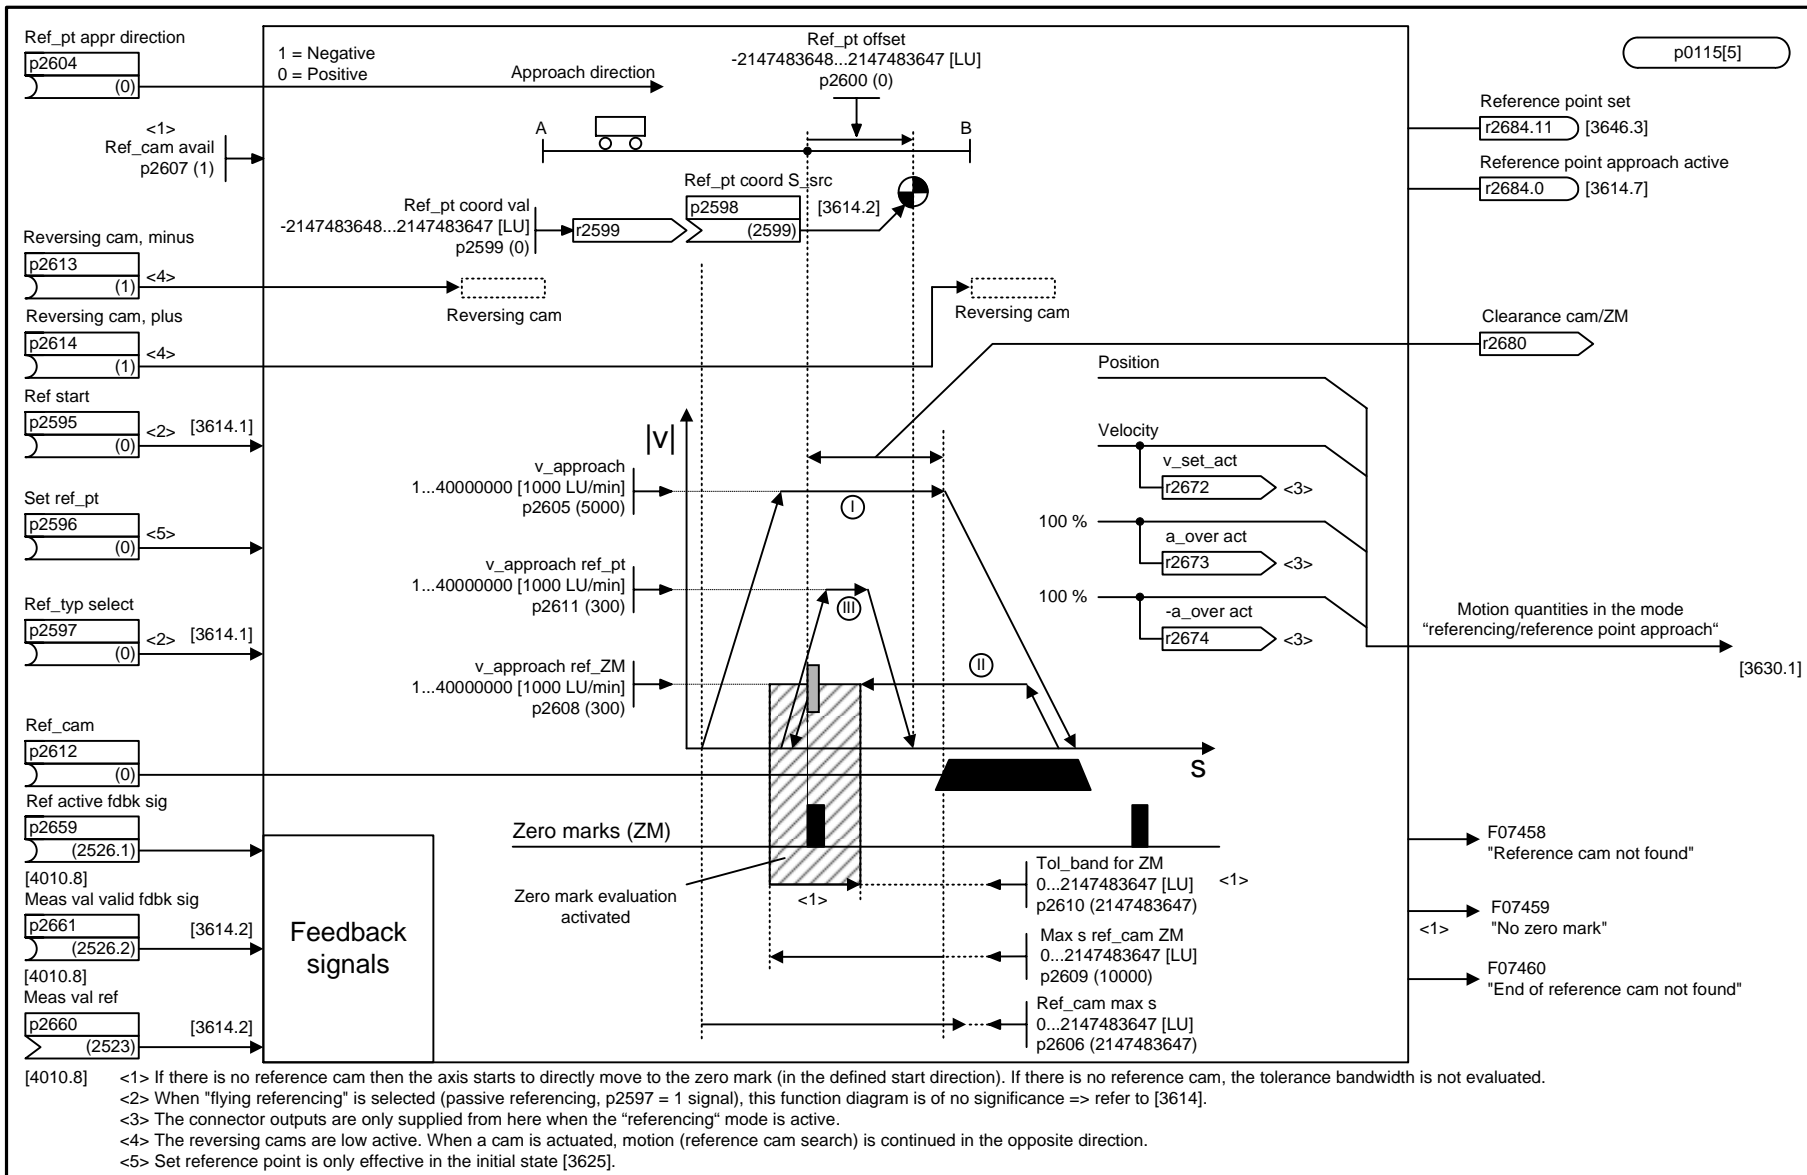 Ref_pt appr direction
p2604
(0)
1 = Negative
0 = Positive
Approach direction
Ref_pt offset
-2147483648...2147483647 [LU]
p2600 (0)
p0115[5]
<1>
Ref_cam avail
p2607 (1)
A
B
Reference point set
r2684.11
[3646.3]
Reference point approach active
r2684.0
[3614.7]
Ref_pt coord val
-2147483648...2147483647 [LU]
p2599 (0)
r2599
Ref_pt coord S_src
p2598
(2599)
[3614.2]
Reversing cam, minus
p2613
(1)
<4>
Reversing cam
Reversing cam
Reversing cam, plus
p2614
(1)
<4>
Clearance cam/ZM
r2680
Ref start
p2595
(0)
<2>
[3614.1]
Set ref_pt
p2596
(0)
<5>
Ref_typ select
p2597
(0)
<2>
[3614.1]
Ref_cam
p2612
(0)
Ref active fdbk sig
p2659
(2526.1)
[4010.8]
Meas val valid fdbk sig
p2661
(2526.2)
[3614.2]
[4010.8]
Meas val ref
p2660
(2523)
[3614.2]
[4010.8]
Feedback
signals
|V|
v_approach
1...40000000 [1000 LU/min]
p2605 (5000)
I
v_approach ref_pt
1...40000000 [1000 LU/min]
p2611 (300)
III
v_approach ref_ZM
1...40000000 [1000 LU/min]
p2608 (300)
II
S
Zero marks (ZM)
Zero mark evaluation
activated
<1>
Tol_band for ZM
0...2147483647 [LU]
p2610 (2147483647)
<1>
Max s ref_cam ZM
0...2147483647 [LU]
p2609 (10000)
Ref_cam max s
0...2147483647 [LU]
p2606 (2147483647)
Position
Velocity
v_set_act
r2672
<3>
100 %
a_over act
r2673
<3>
100 %
-a_over act
r2674
<3>
Motion quantities in the mode
“referencing/reference point approach“
[3630.1]
F07458
"Reference cam not found"
<1>
F07459
"No zero mark"
F07460
"End of reference cam not found"
<1> If there is no reference cam then the axis starts to directly move to the zero mark (in the defined start direction). If there is no reference cam, the tolerance bandwidth is not evaluated.
<2> When "flying referencing" is selected (passive referencing, p2597 = 1 signal), this function diagram is of no significance => refer to [3614].
<3> The connector outputs are only supplied from here when the “referencing“ mode is active.
<4> The reversing cams are low active. When a cam is actuated, motion (reference cam search) is continued in the opposite direction.
<5> Set reference point is only effective in the initial state [3625].